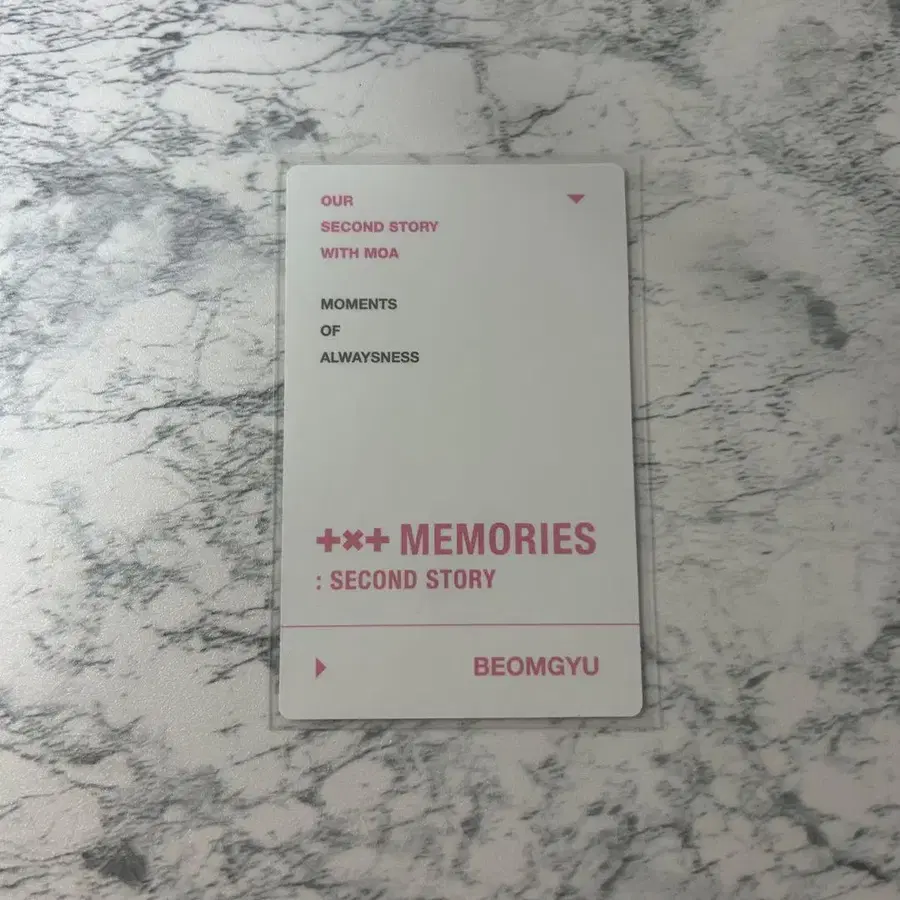 OUR
SECOND STORY
WITH MOA
MOMENTS
OF
ALWAYSNESS
+×+ MEMORIES
: SECOND STORY
BEOMGYU